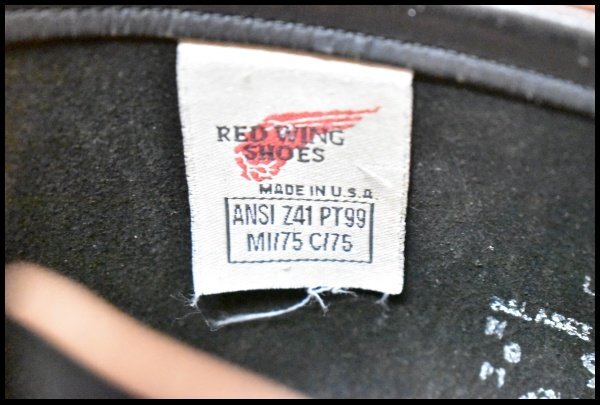 RED WING
SHOES
MADE IN U.S.A
ANSI Z41 PT99
MI/75 C/75